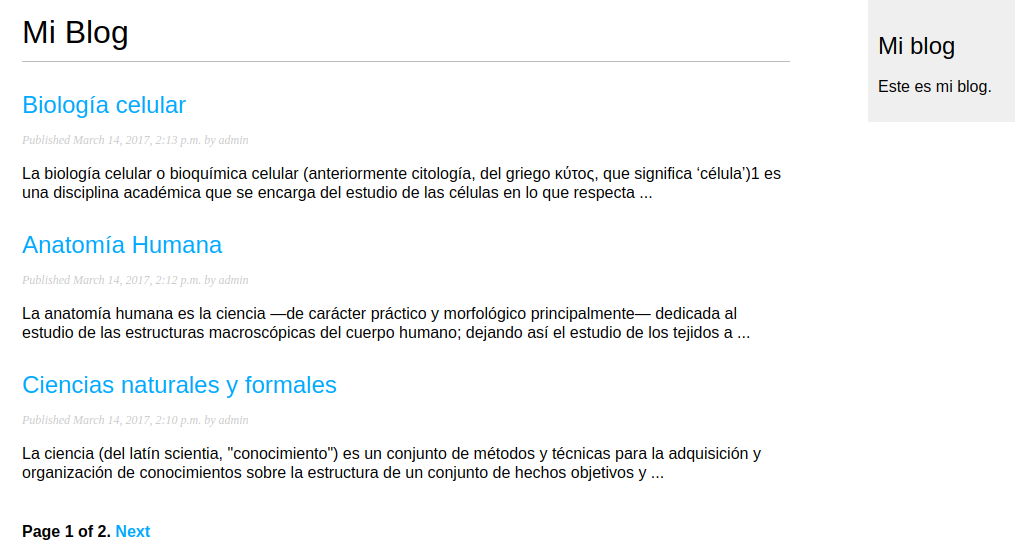 Mi Blog
Biología celular
Published March 14, 2017, 2:13 p.m. by admin
La biología celular o bioquímica celular (anteriormente citología, del griego κύτος, que significa ‘célula’)1 es
una disciplina académica que se encarga del estudio de las células en lo que respecta ...
Anatomía Humana
Published March 14, 2017, 2:12 p.m. by admin
La anatomía humana es la ciencia —de carácter práctico y morfológico principalmente— dedicada al
estudio de las estructuras macroscópicas del cuerpo humano; dejando así el estudio de los tejidos a ...
Ciencias naturales y formales
Published March 14, 2017, 2:10 p.m. by admin
La ciencia (del latín scientia, "conocimiento") es un conjunto de métodos y técnicas para la adquisición y
organización de conocimientos sobre la estructura de un conjunto de hechos objetivos y ...
Page 1 of 2. Next
Mi blog
Este es mi blog.